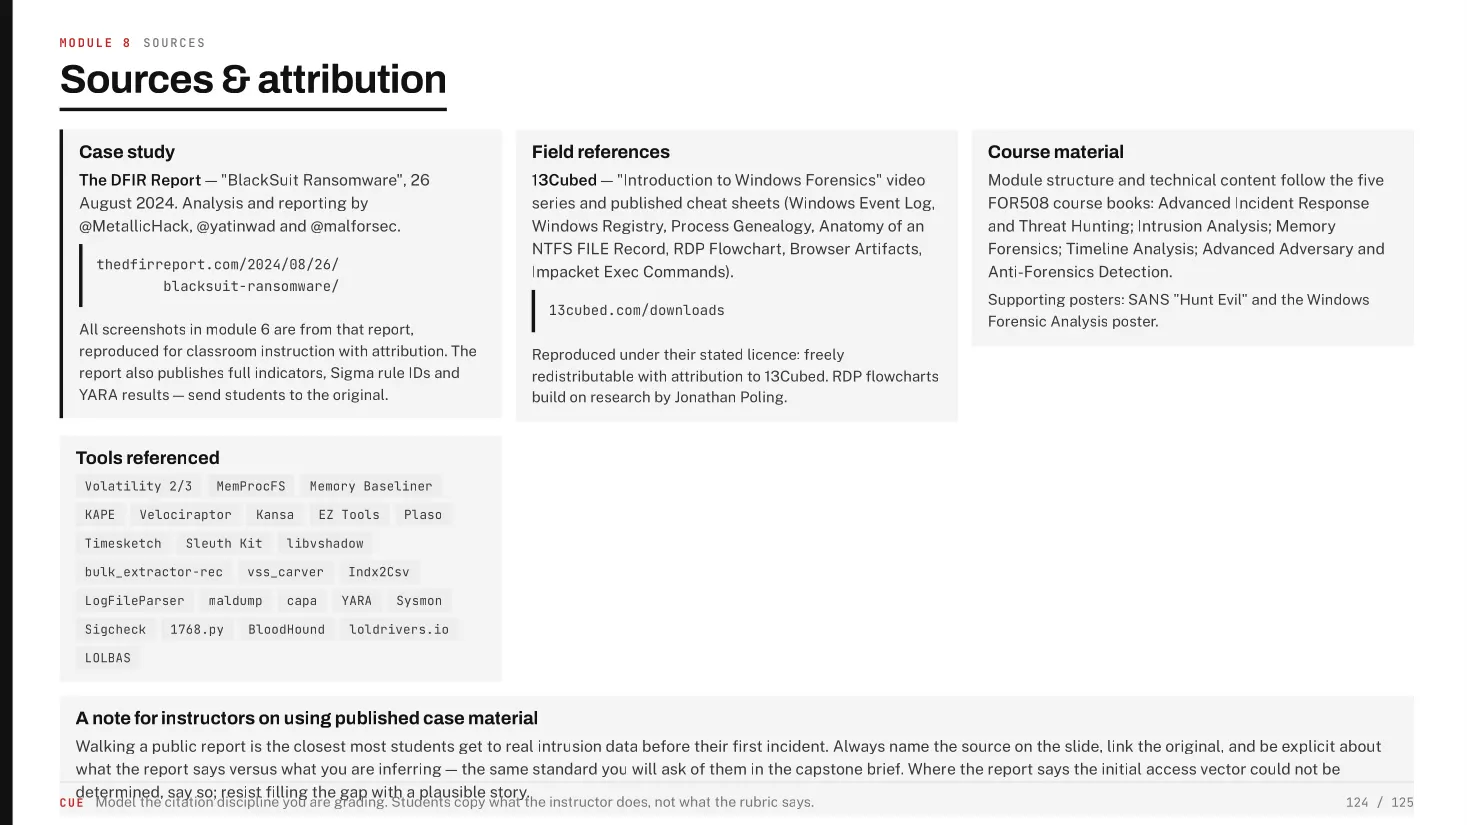 MODULE 8 SOURCES
Sources & attribution
Case study
The DFIR Report — "BlackSuit Ransomware", 26
August 2024. Analysis and reporting by
@MetallicHack, @yatinwad and @malforsec.
thedfirreport.com/2024/08/26/
blacksuit-ransomware/
All screenshots in module 6 are from that report,
reproduced for classroom instruction with attribution. The
report also publishes full indicators, Sigma rule IDs and
YARA results — send students to the original.
Field references
13Cubed — "Introduction to Windows Forensics" video
series and published cheat sheets (Windows Event Log,
Windows Registry, Process Genealogy, Anatomy of an
NTFS FILE Record, RDP Flowchart, Browser Artifacts,
Impacket Exec Commands).
13cubed.com/downloads
Reproduced under their stated licence: freely
redistributable with attribution to 13Cubed. RDP flowcharts
build on research by Jonathan Poling.
Course material
Module structure and technical content follow the five
FOR508 course books: Advanced Incident Response
and Threat Hunting; Intrusion Analysis; Memory
Forensics; Timeline Analysis; Advanced Adversary and
Anti-Forensics Detection.
Supporting posters: SANS "Hunt Evil" and the Windows
Forensic Analysis poster.
Tools referenced
Volatility 2/3 MemProcFS Memory Baseliner
KAPE Velociraptor Kansa EZ Tools Plaso
Timesketch Sleuth Kit libvshadow
bulk_extractor-rec vss_carver Indx2Csv
LogFileParser maldump capa YARA Sysmon
Sigcheck 1768.py BloodHound loldrivers.io
LOLBAS
A note for instructors on using published case material
Walking a public report is the closest most students get to real intrusion data before their first incident. Always name the source on the slide, link the original, and be explicit about
what the report says versus what you are inferring — the same standard you will ask of them in the capstone brief. Where the report says the initial access vector could not be
determined, say so; resist filling the gap with a plausible story.
CUE Model the citation discipline you are grading. Students copy what the instructor does, not what the rubric says.
124 / 125